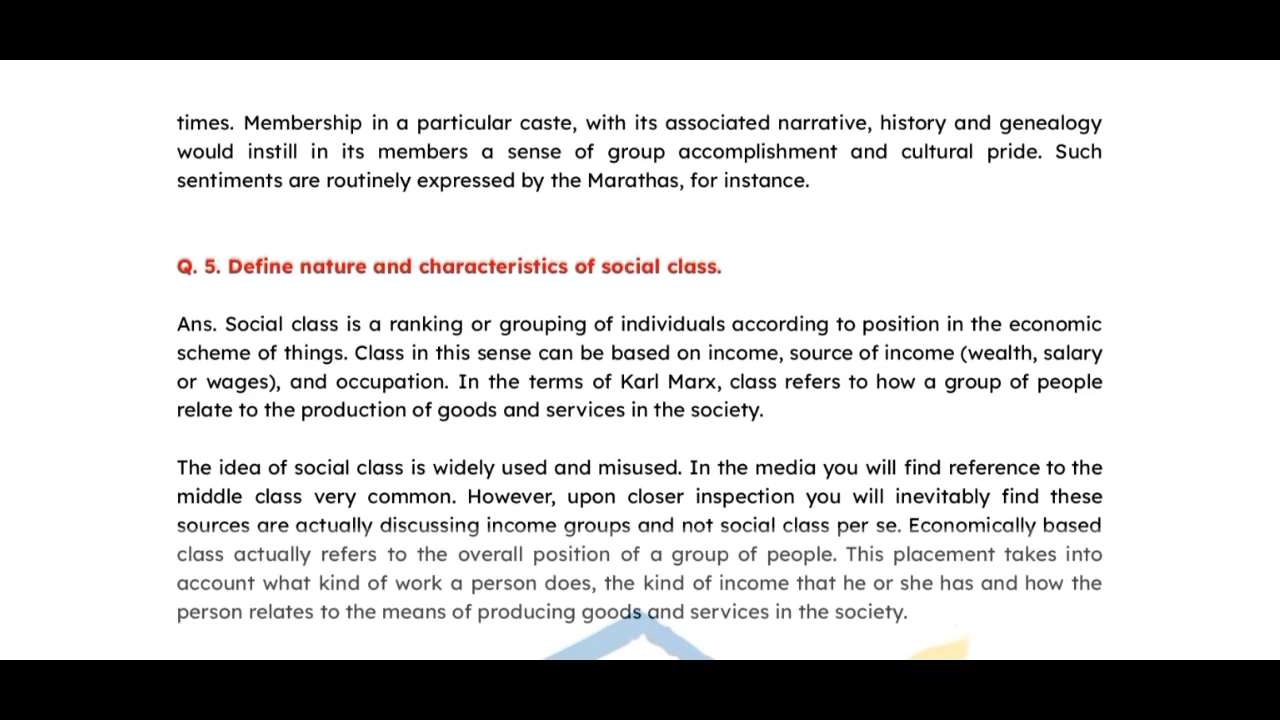 times. Membership in a particular caste, with its associated narrative, history and genealogy
would instill in its members a sense of group accomplishment and cultural pride. Such
sentiments are routinely expressed by the Marathas, for instance.
Q. 5. Define nature and characteristics of social class.
Ans. Social class is a ranking or grouping of individuals according to position in the economic
scheme of things. Class in this sense can be based on income, source of income (wealth, salary
or wages), and occupation. In the terms of Karl Marx, class refers to how a group of people
relate to the production of goods and services in the society.
The idea of social class is widely used and misused. In the media you will find reference to the
middle class very common. However, upon closer inspection you will inevitably find these
sources are actually discussing income groups and not social class per se. Economically based
class actually refers to the overall position of a group of people. This placement takes into
account what kind of work a person does, the kind of income that he or she has and how the
person relates to the means of producing goods and services in the society.